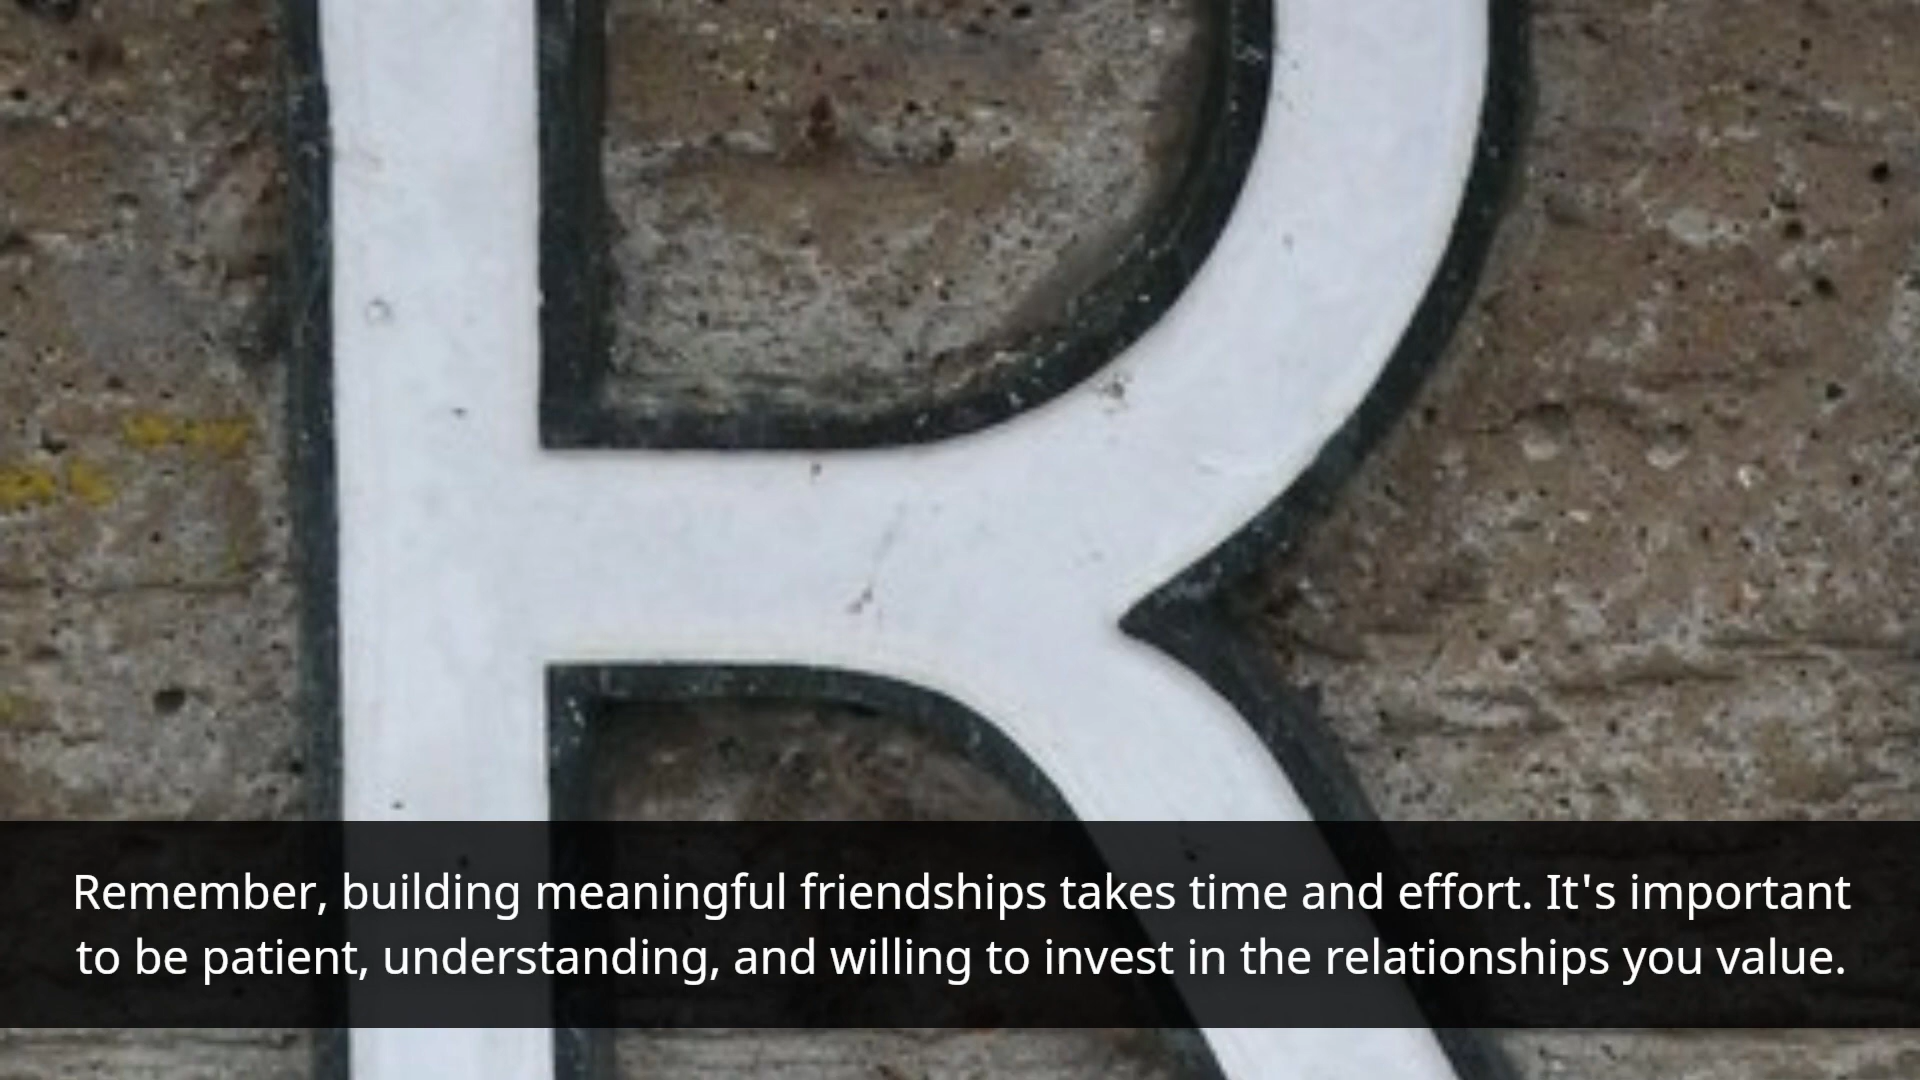 R
Remember, building meaningful friendships takes time and effort. It's important
to be patient, understanding, and willing to invest in the relationships you value.